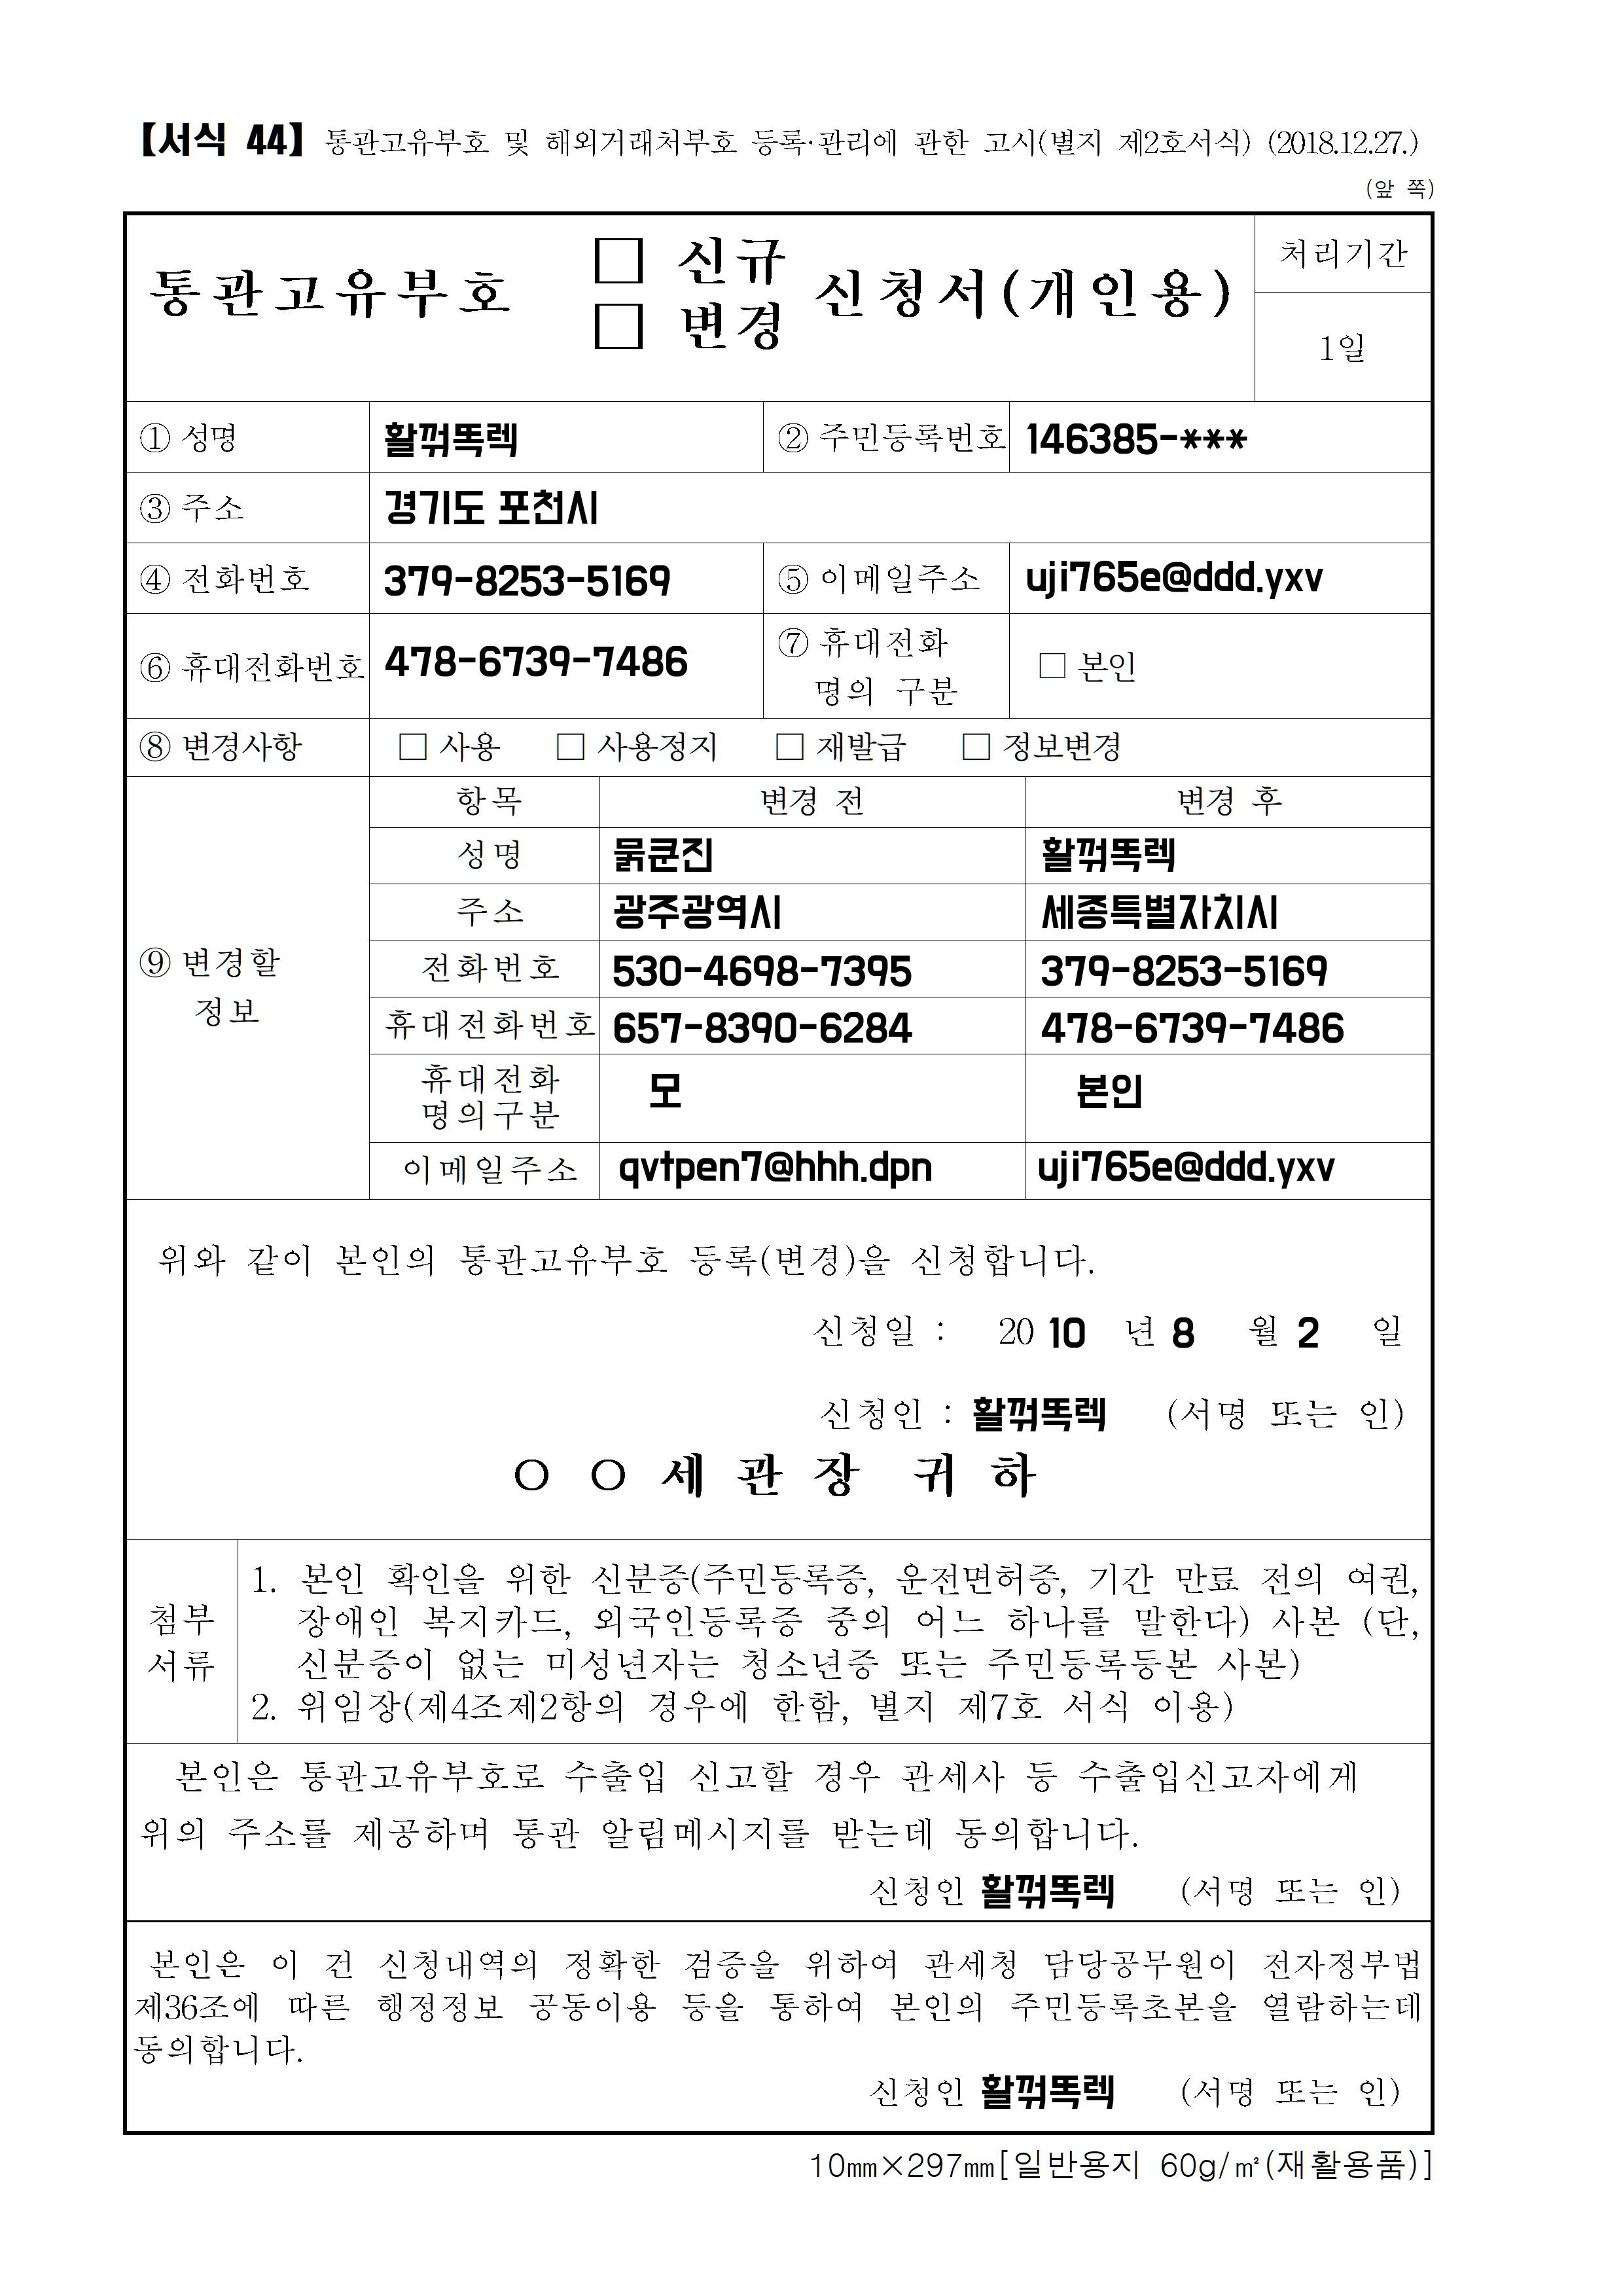 【서식 44】 통관고유부호 및 해외거래처부호 등록·관리에 관한 고시(별지 제2호서식) (2018.12.27.)
(앞 쪽)
통관고유부호 □ 신규 □ 변경 신청서(개인용)
처리기간
1일
① 성명 활꺾똑렉 ② 주민등록번호 146385-***
③ 주소 경기도 포천시
④ 전화번호 379-8253-5169 ⑤ 이메일주소 uji765e@ddd.yxv
⑥ 휴대전화번호 478-6739-7486 ⑦ 휴대전화 명의 구분 □ 본인
⑧ 변경사항 □ 사용 □ 사용정지 □ 재발급 □ 정보변경
⑨ 변경할 정보
항목 변경 전 변경 후
성명 묽쿤진 활꺾똑렉
주소 광주광역시 세종특별자치시
전화번호 530-4698-7395 379-8253-5169
휴대전화번호 657-8390-6284 478-6739-7486
휴대전화 명의구분 모 본인
이메일주소 qvtpen7@hhh.dpn uji765e@ddd.yxv
위와 같이 본인의 통관고유부호 등록(변경)을 신청합니다.
신청일 : 20 10 년 8 월 2 일
신청인 : 활꺾똑렉 (서명 또는 인)
○ ○ 세 관 장 귀 하
첨부 서류
1. 본인 확인을 위한 신분증(주민등록증, 운전면허증, 기간 만료 전의 여권,
장애인 복지카드, 외국인등록증 중의 어느 하나를 말한다) 사본 (단,
신분증이 없는 미성년자는 청소년증 또는 주민등록등본 사본)
2. 위임장(제4조제2항의 경우에 한함, 별지 제7호 서식 이용)
본인은 통관고유부호로 수출입 신고할 경우 관세사 등 수출입신고자에게
위의 주소를 제공하며 통관 알림메시지를 받는데 동의합니다.
신청인 활꺾똑렉 (서명 또는 인)
본인은 이 건 신청내역의 정확한 검증을 위하여 관세청 담당공무원이 전자정부법
제36조에 따른 행정정보 공동이용 등을 통하여 본인의 주민등록초본을 열람하는데
동의합니다.
신청인 활꺾똑렉 (서명 또는 인)
10㎜×297㎜[일반용지 60g/㎡(재활용품)]